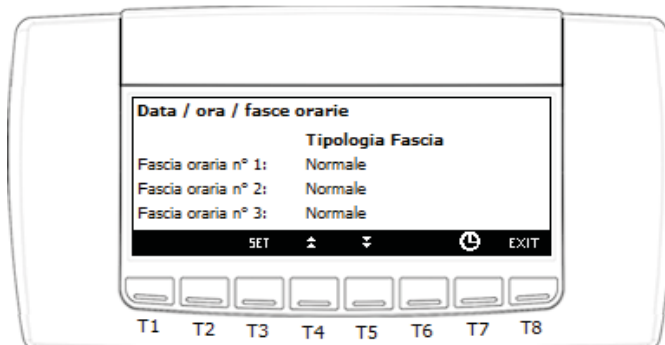 Data / ora / fasce orarie
Tipologia Fascia
Fascia oraria n° 1: Normale
Fascia oraria n° 2: Normale
Fascia oraria n° 3: Normale
SET EXIT
T1 T2 T3 T4 T5 T6 T7 T8